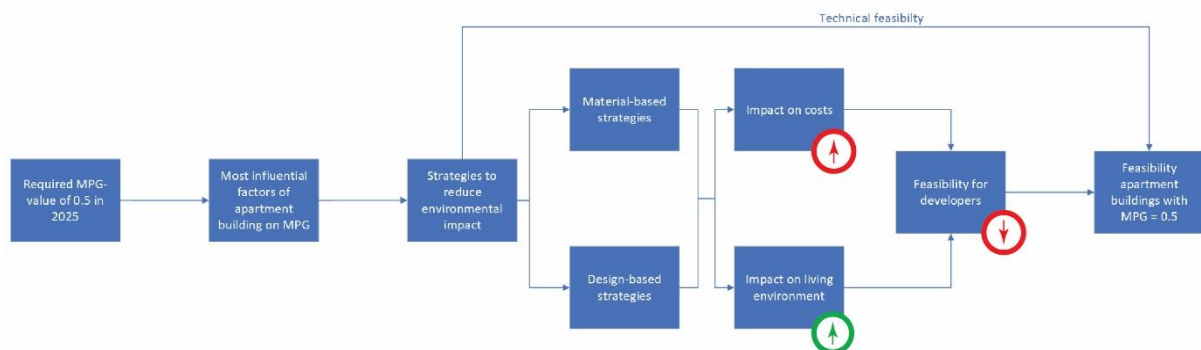 Technical feasibilty
Material-based
strategies
Impact on costs
Required MPG-
value of 0.5 in
2025
Most influential
factors of
apartment
building on MPG
Strategies to
reduce
environmental
impact
Feasibility for
developers
Feasibility
apartment
buildings with
MPG = 0.5
Design-based
strategies
Impact on living
environment